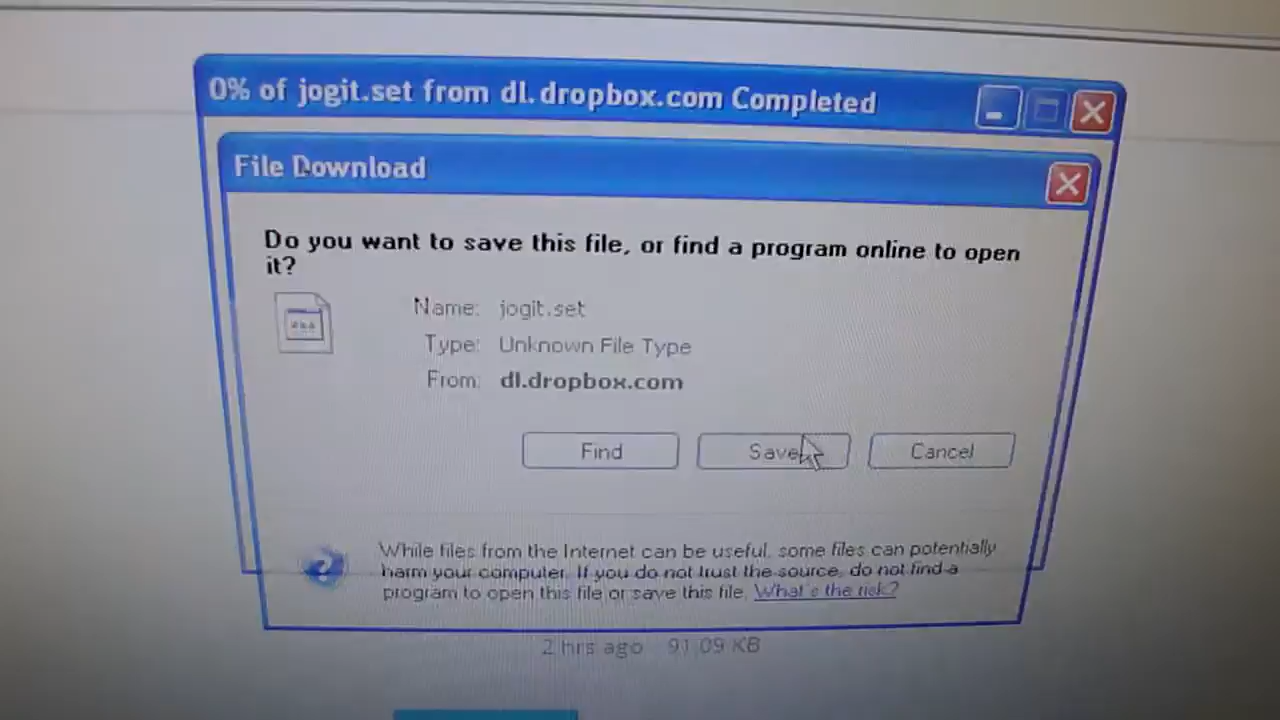 0% of jogit.set from dl.dropbox.com Completed
File Download
Do you want to save this file, or find a program online to open
it?
Name: jogit.set
Type: Unknown File Type
From: dl.dropbox.com
Find Save Cancel
While files from the Internet can be useful, some files can potentially
harm your computer. If you do not trust the source, do not find a
program to open this file or save this file. What's the risk?
2 hrs ago 91.09 KB